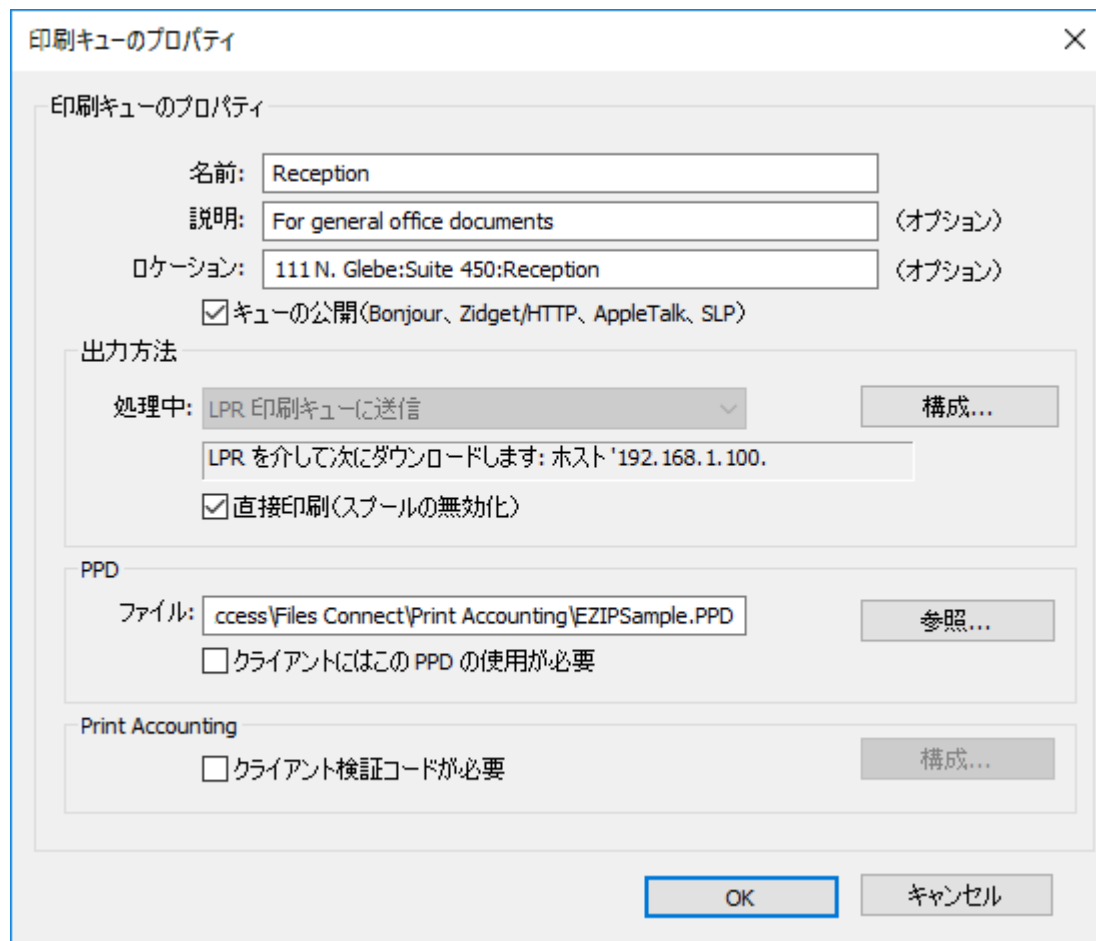 印刷キューのプロパティ
印刷キューのプロパティ
名前: Reception
説明: For general office documents (オプション)
ロケーション: 111 N. Glebe:Suite 450:Reception (オプション)
キューの公開(Bonjour、Zidget/HTTP、AppleTalk、SLP)
出力方法
処理中: LPR 印刷キューに送信 構成...
LPR を介して次にダウンロードします: ホスト '192.168.1.100.
直接印刷(スプールの無効化)
PPD
ファイル: ccess\Files Connect\Print Accounting\EZIPSample.PPD 参照...
クライアントにはこの PPD の使用が必要
Print Accounting
クライアント検証コードが必要 構成...
OK キャンセル